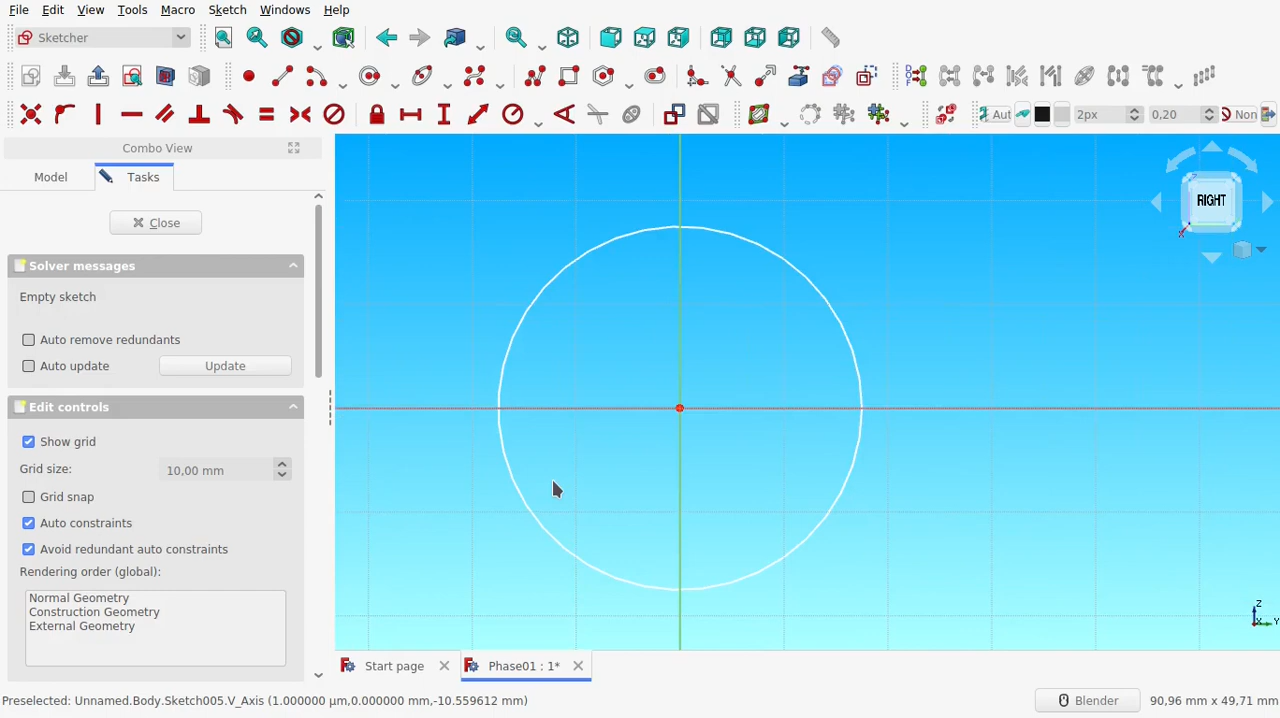 File Edit View Tools Macro Sketch Windows Help
Sketcher
Aut 2px 0,20 Non
Combo View
Model Tasks
Close
Solver messages
Empty sketch
Auto remove redundants
Auto update Update
Edit controls
Show grid
Grid size: 10,00 mm
Grid snap
Auto constraints
Avoid redundant auto constraints
Rendering order (global):
Normal Geometry
Construction Geometry
External Geometry
RIGHT
Z
X
Z
X Y
Start page Phase01 : 1*
Preselected: Unnamed.Body.Sketch005.V_Axis (1.000000 µm,0.000000 mm,-10.559612 mm) Blender 90,96 mm x 49,71 mm